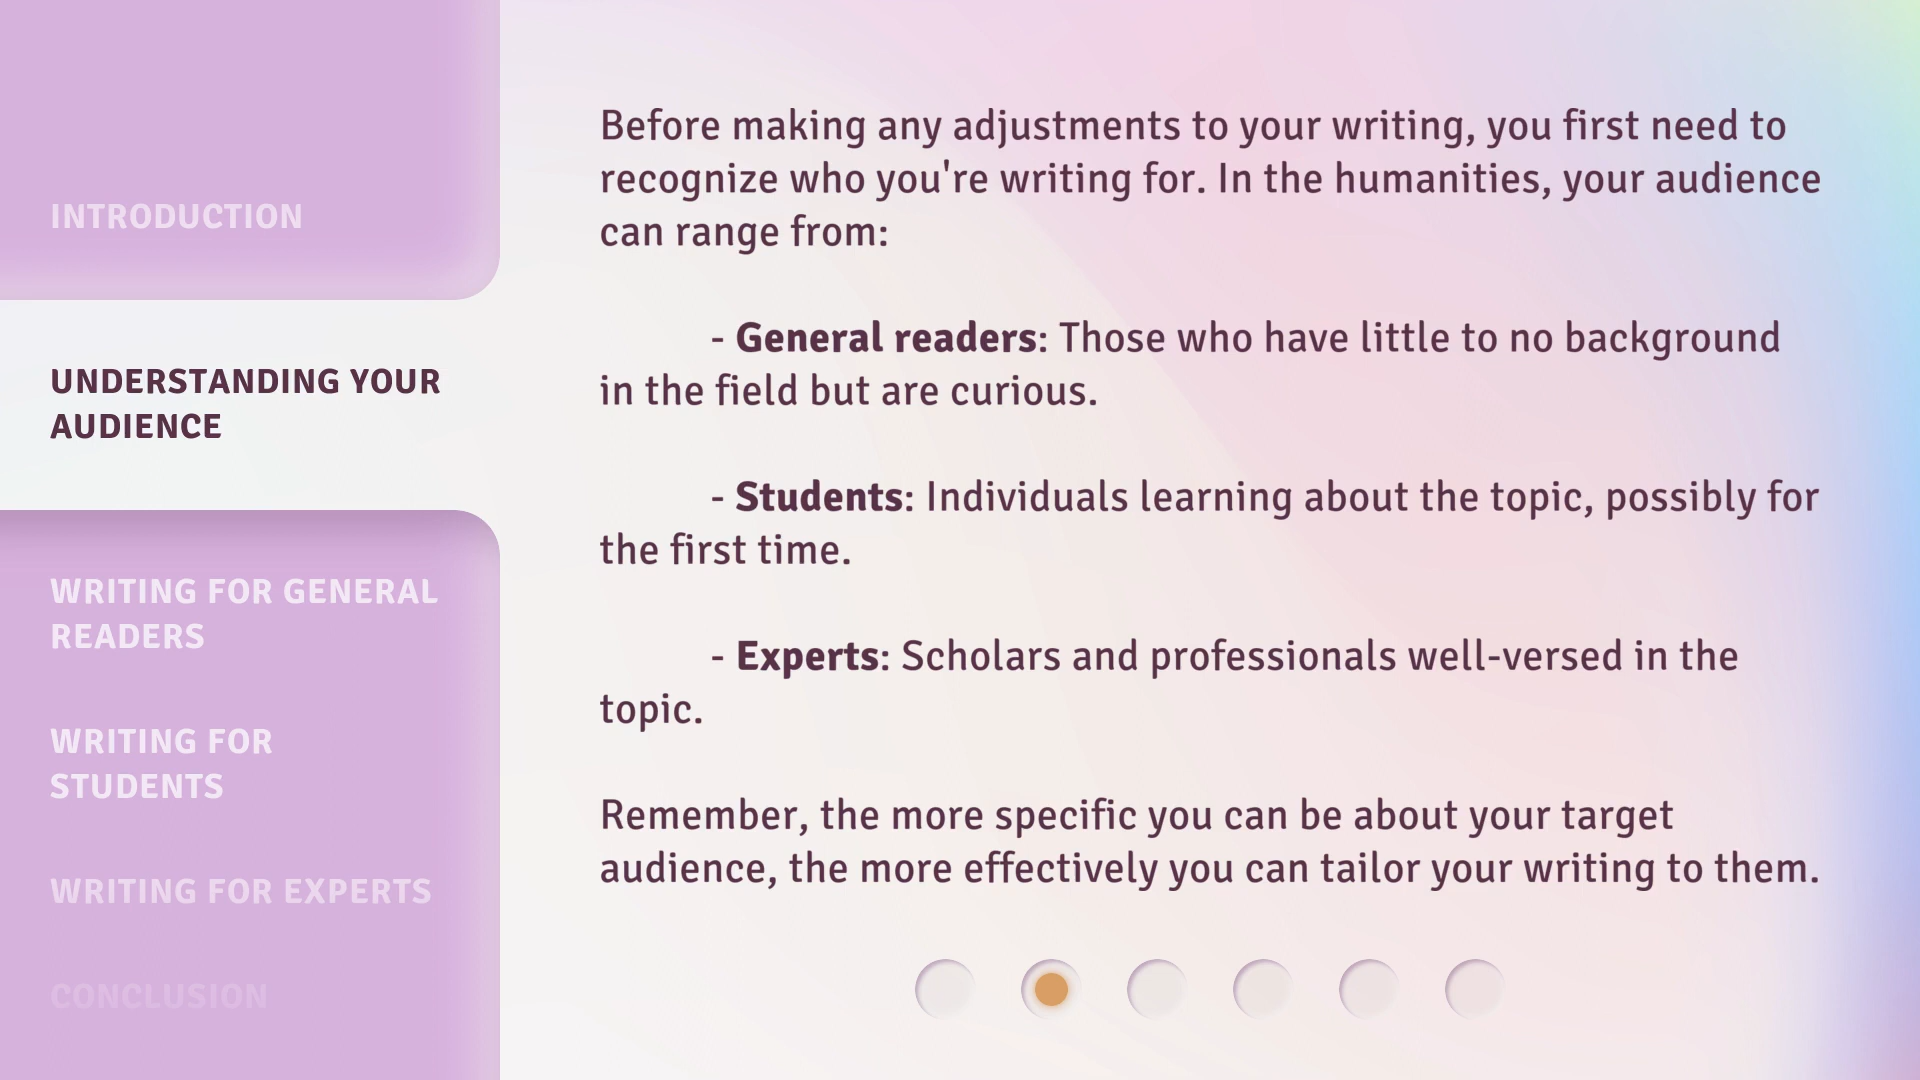 INTRODUCTION
UNDERSTANDING YOUR
AUDIENCE
WRITING FOR GENERAL
READERS
WRITING FOR
STUDENTS
WRITING FOR EXPERTS
CONCLUSION
Before making any adjustments to your writing, you first need to
recognize who you're writing for. In the humanities, your audience
can range from:
- General readers: Those who have little to no background
in the field but are curious.
- Students: Individuals learning about the topic, possibly for
the first time.
- Experts: Scholars and professionals well-versed in the
topic.
Remember, the more specific you can be about your target
audience, the more effectively you can tailor your writing to them.